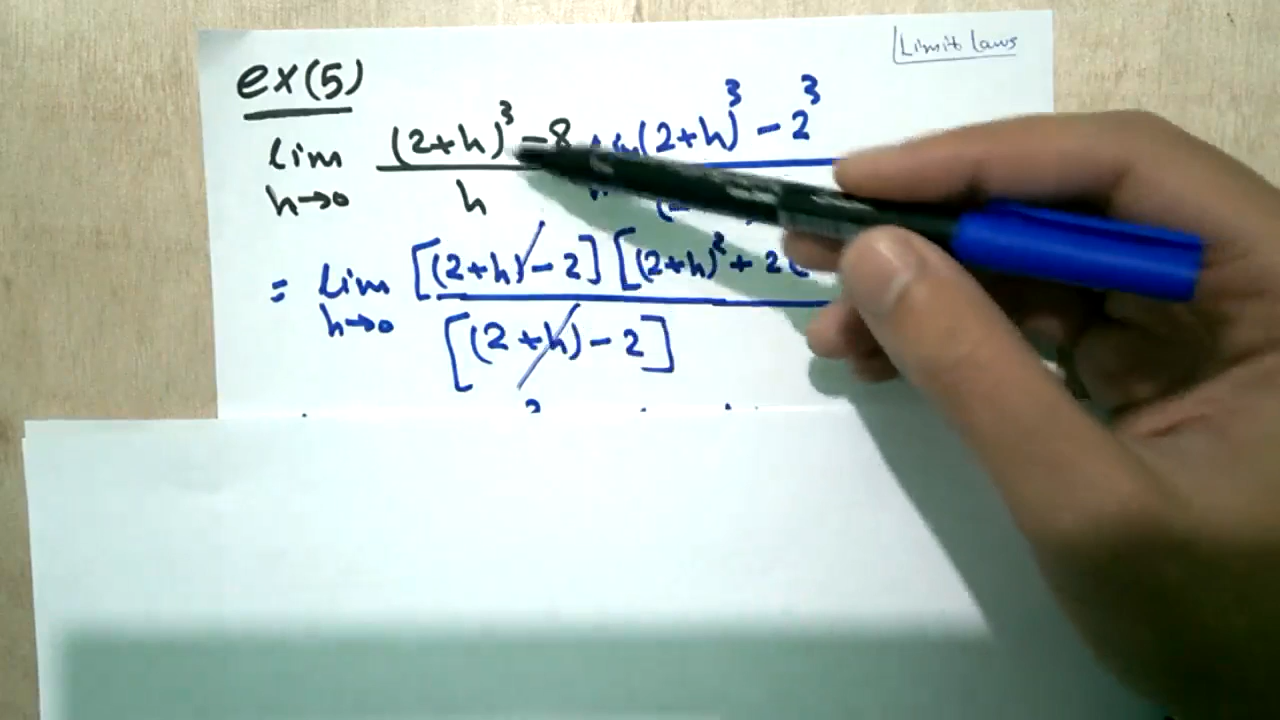 Limit Laws
ex(5)
lim h→0 (2+h)³ - 8 / h (2+h)³ - 2³
= lim h→0 [(2+h) - 2] [(2+h)² + 2 / [(2+h) - 2]
2